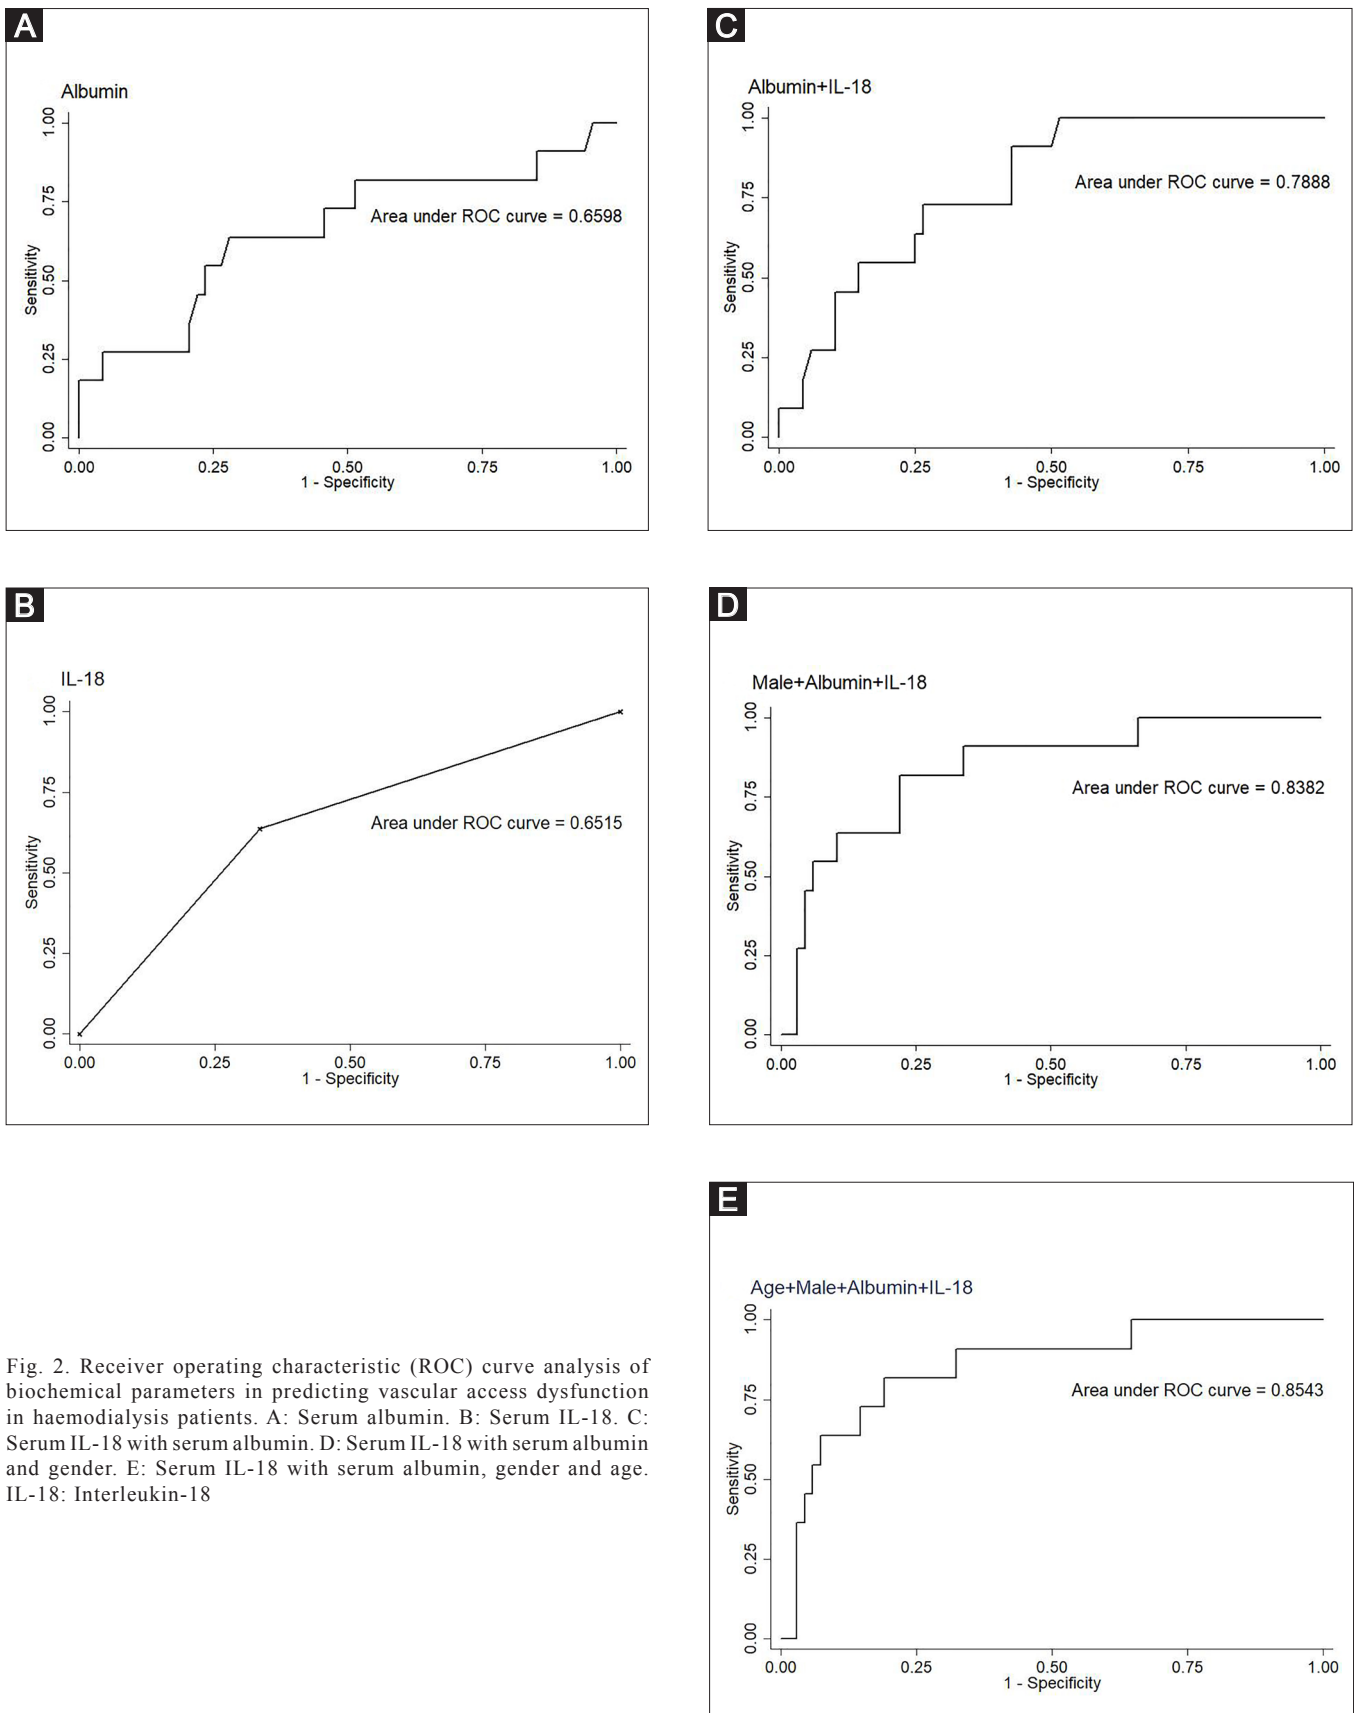 A
Albumin
1.00
0.75
0.50
0.25
0.00
Sensitivity
Area under ROC curve = 0.6598
0.00 0.25 0.50 0.75 1.00
1 - Specificity
B
IL-18
1.00
0.75
0.50
0.25
0.00
Sensitivity
Area under ROC curve = 0.6515
0.00 0.25 0.50 0.75 1.00
1 - Specificity
C
Albumin+IL-18
1.00
0.75
0.50
0.25
0.00
Sensitivity
Area under ROC curve = 0.7888
0.00 0.25 0.50 0.75 1.00
1 - Specificity
D
Male+Albumin+IL-18
1.00
0.75
0.50
0.25
0.00
Sensitivity
Area under ROC curve = 0.8382
0.00 0.25 0.50 0.75 1.00
1 - Specificity
E
Age+Male+Albumin+IL-18
1.00
0.75
0.50
0.25
0.00
Sensitivity
Area under ROC curve = 0.8543
0.00 0.25 0.50 0.75 1.00
1 - Specificity
Fig. 2. Receiver operating characteristic (ROC) curve analysis of
biochemical parameters in predicting vascular access dysfunction
in haemodialysis patients. A: Serum albumin. B: Serum IL-18. C:
Serum IL-18 with serum albumin. D: Serum IL-18 with serum albumin
and gender. E: Serum IL-18 with serum albumin, gender and age.
IL-18: Interleukin-18